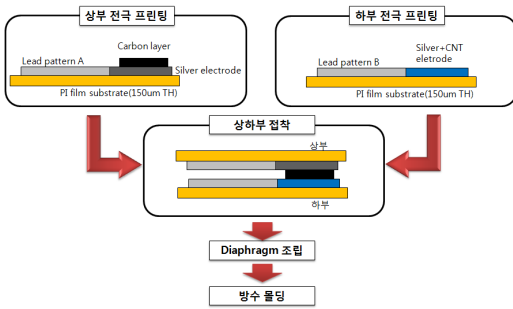 상부 전극 프린팅
Carbon layer
Lead pattern A
Silver electrode
PI film substrate(150um TH)
하부 전극 프린팅
Silver+CNT
eletrode
Lead pattern B
PI film substrate(150um TH)
상하부 접착
상부
하부
Diaphragm 조립
방수 몰딩